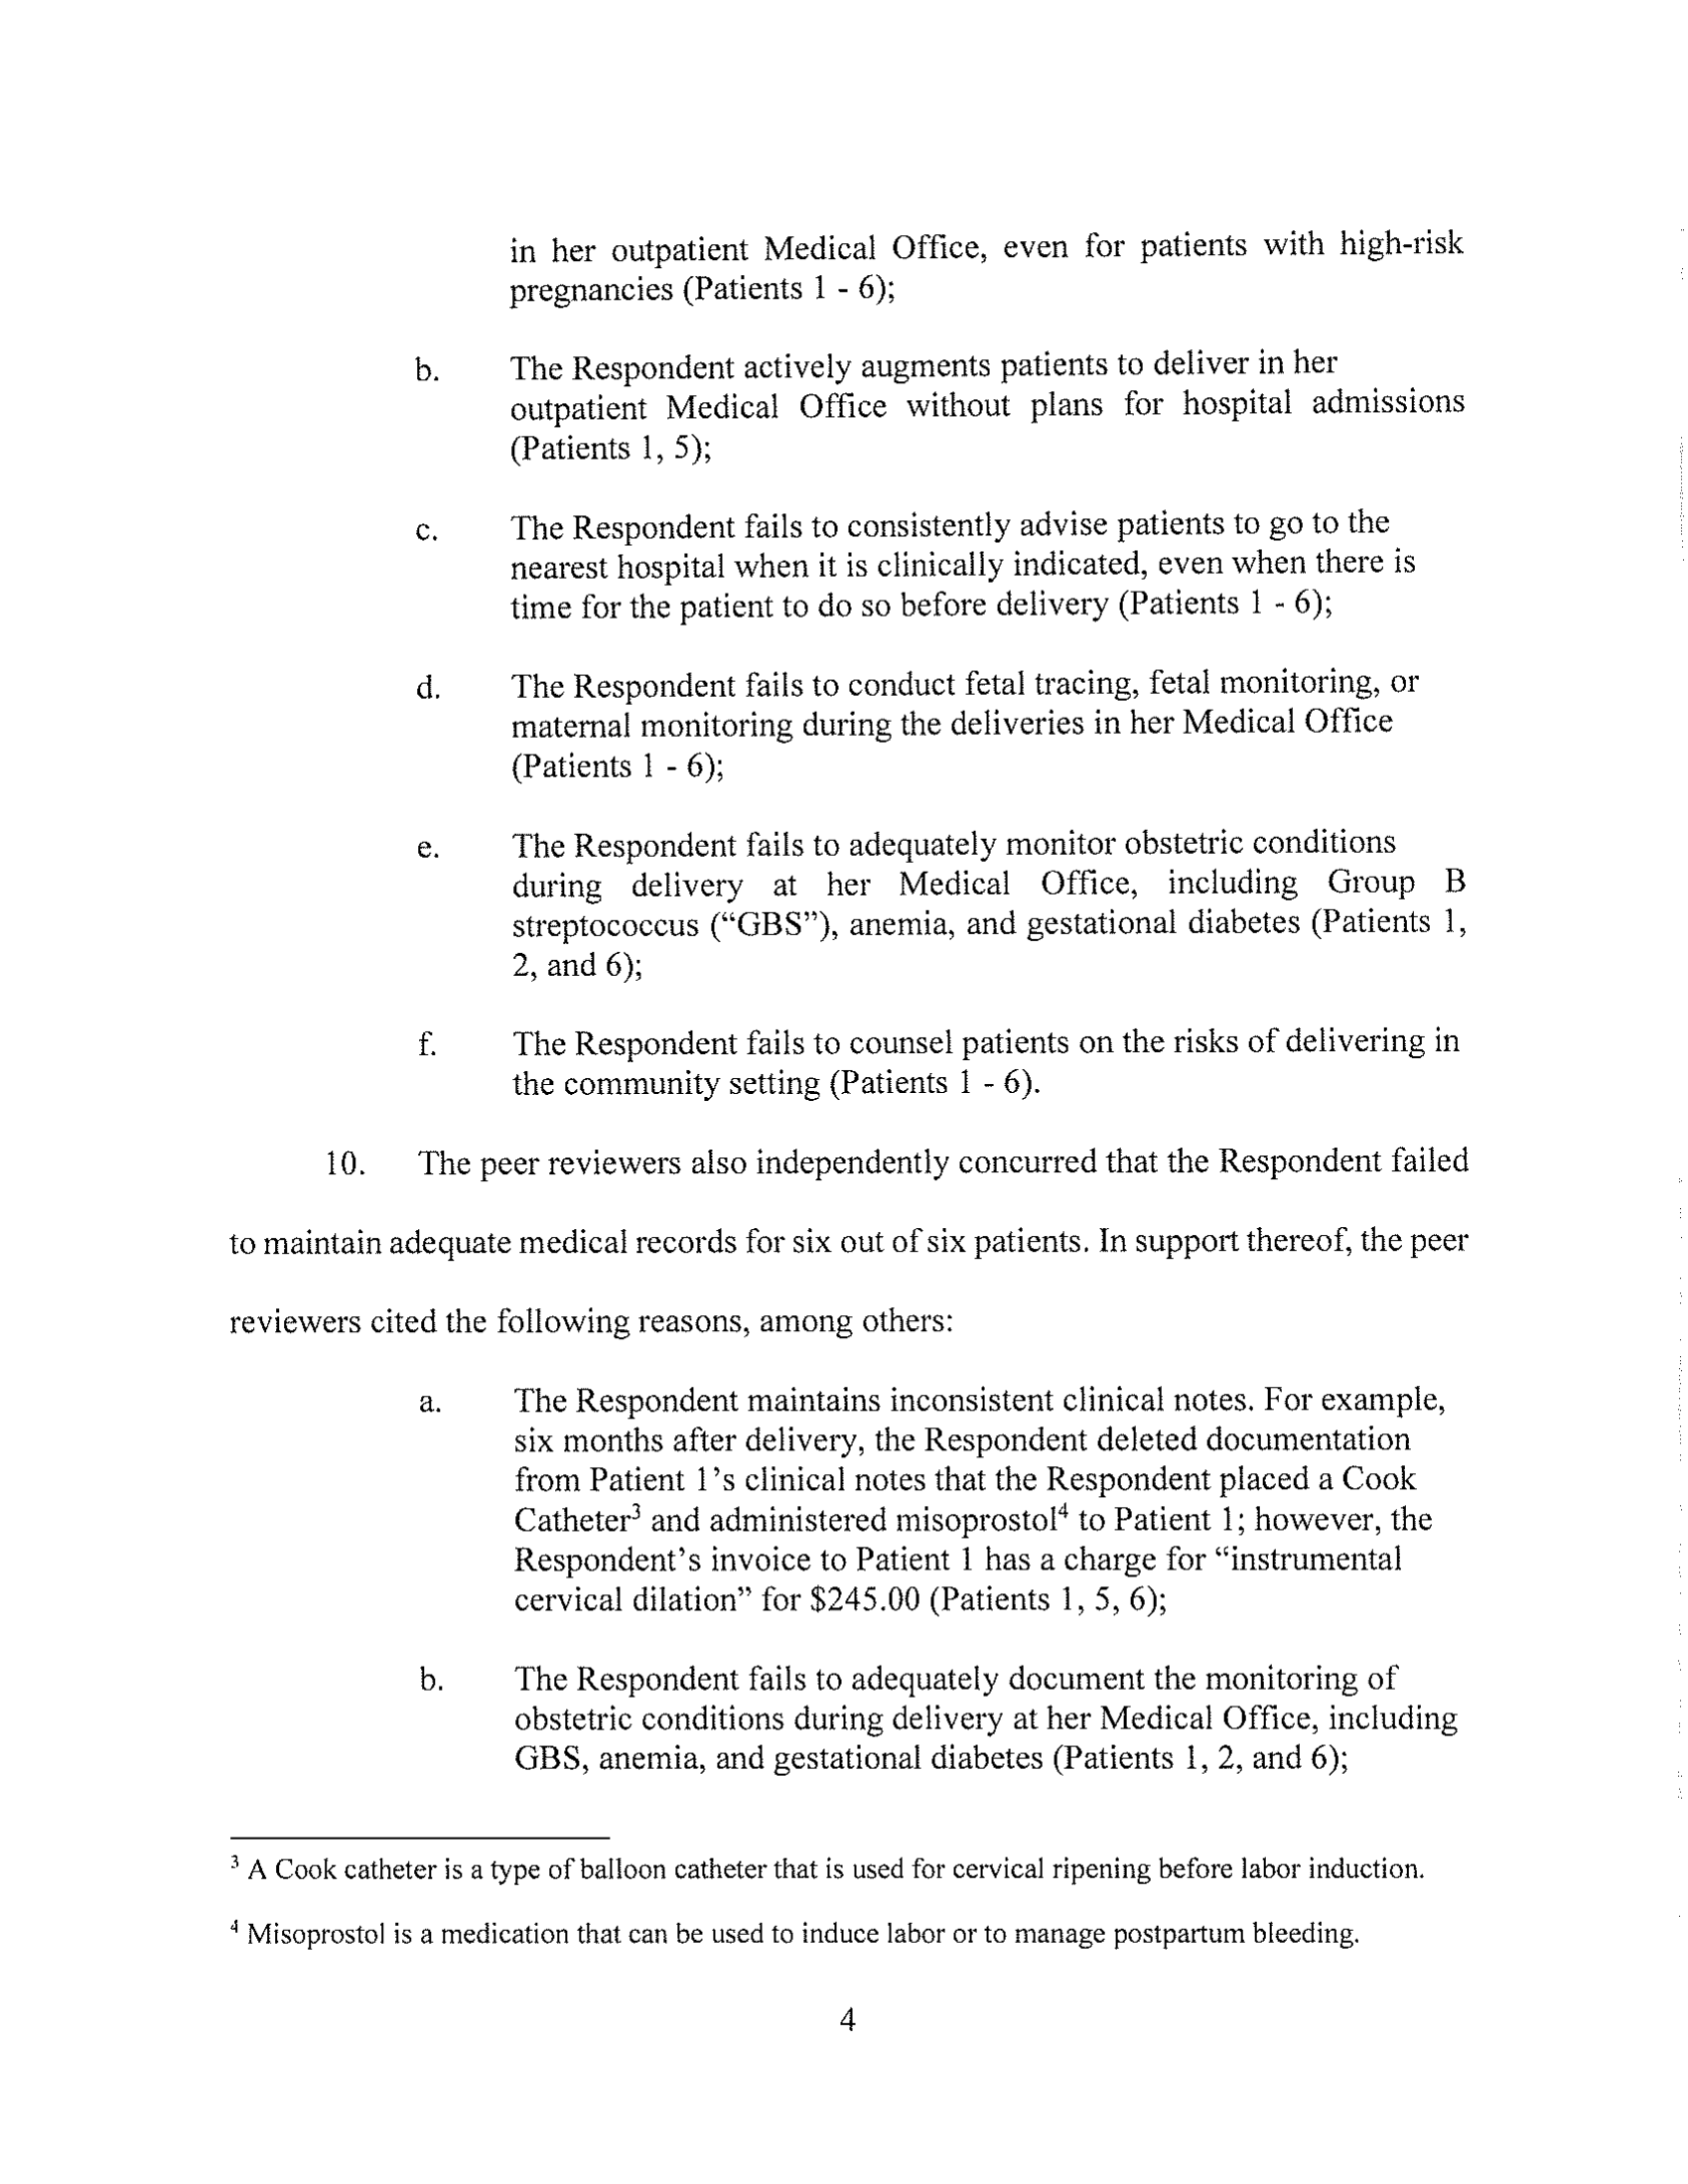 in her outpatient Medical Office, even for patients with high-risk
pregnancies (Patients 1 - 6);
b. The Respondent actively augments patients to deliver in her
outpatient Medical Office without plans for hospital admissions
(Patients 1, 5);
c. The Respondent fails to consistently advise patients to go to the
nearest hospital when it is clinically indicated, even when there is
time for the patient to do so before delivery (Patients 1 - 6);
d. The Respondent fails to conduct fetal tracing, fetal monitoring, or
maternal monitoring during the deliveries in her Medical Office
(Patients 1 - 6);
e. The Respondent fails to adequately monitor obstetric conditions
during delivery at her Medical Office, including Group B
streptococcus (“GBS”), anemia, and gestational diabetes (Patients 1,
2, and 6);
f. The Respondent fails to counsel patients on the risks of delivering in
the community setting (Patients 1 - 6).
10. The peer reviewers also independently concurred that the Respondent failed
to maintain adequate medical records for six out of six patients. In support thereof, the peer
reviewers cited the following reasons, among others:
a. The Respondent maintains inconsistent clinical notes. For example,
six months after delivery, the Respondent deleted documentation
from Patient 1’s clinical notes that the Respondent placed a Cook
Catheter³ and administered misoprostol⁴ to Patient 1; however, the
Respondent’s invoice to Patient 1 has a charge for “instrumental
cervical dilation” for $245.00 (Patients 1, 5, 6);
b. The Respondent fails to adequately document the monitoring of
obstetric conditions during delivery at her Medical Office, including
GBS, anemia, and gestational diabetes (Patients 1, 2, and 6);
³ A Cook catheter is a type of balloon catheter that is used for cervical ripening before labor induction.
⁴ Misoprostol is a medication that can be used to induce labor or to manage postpartum bleeding.
4